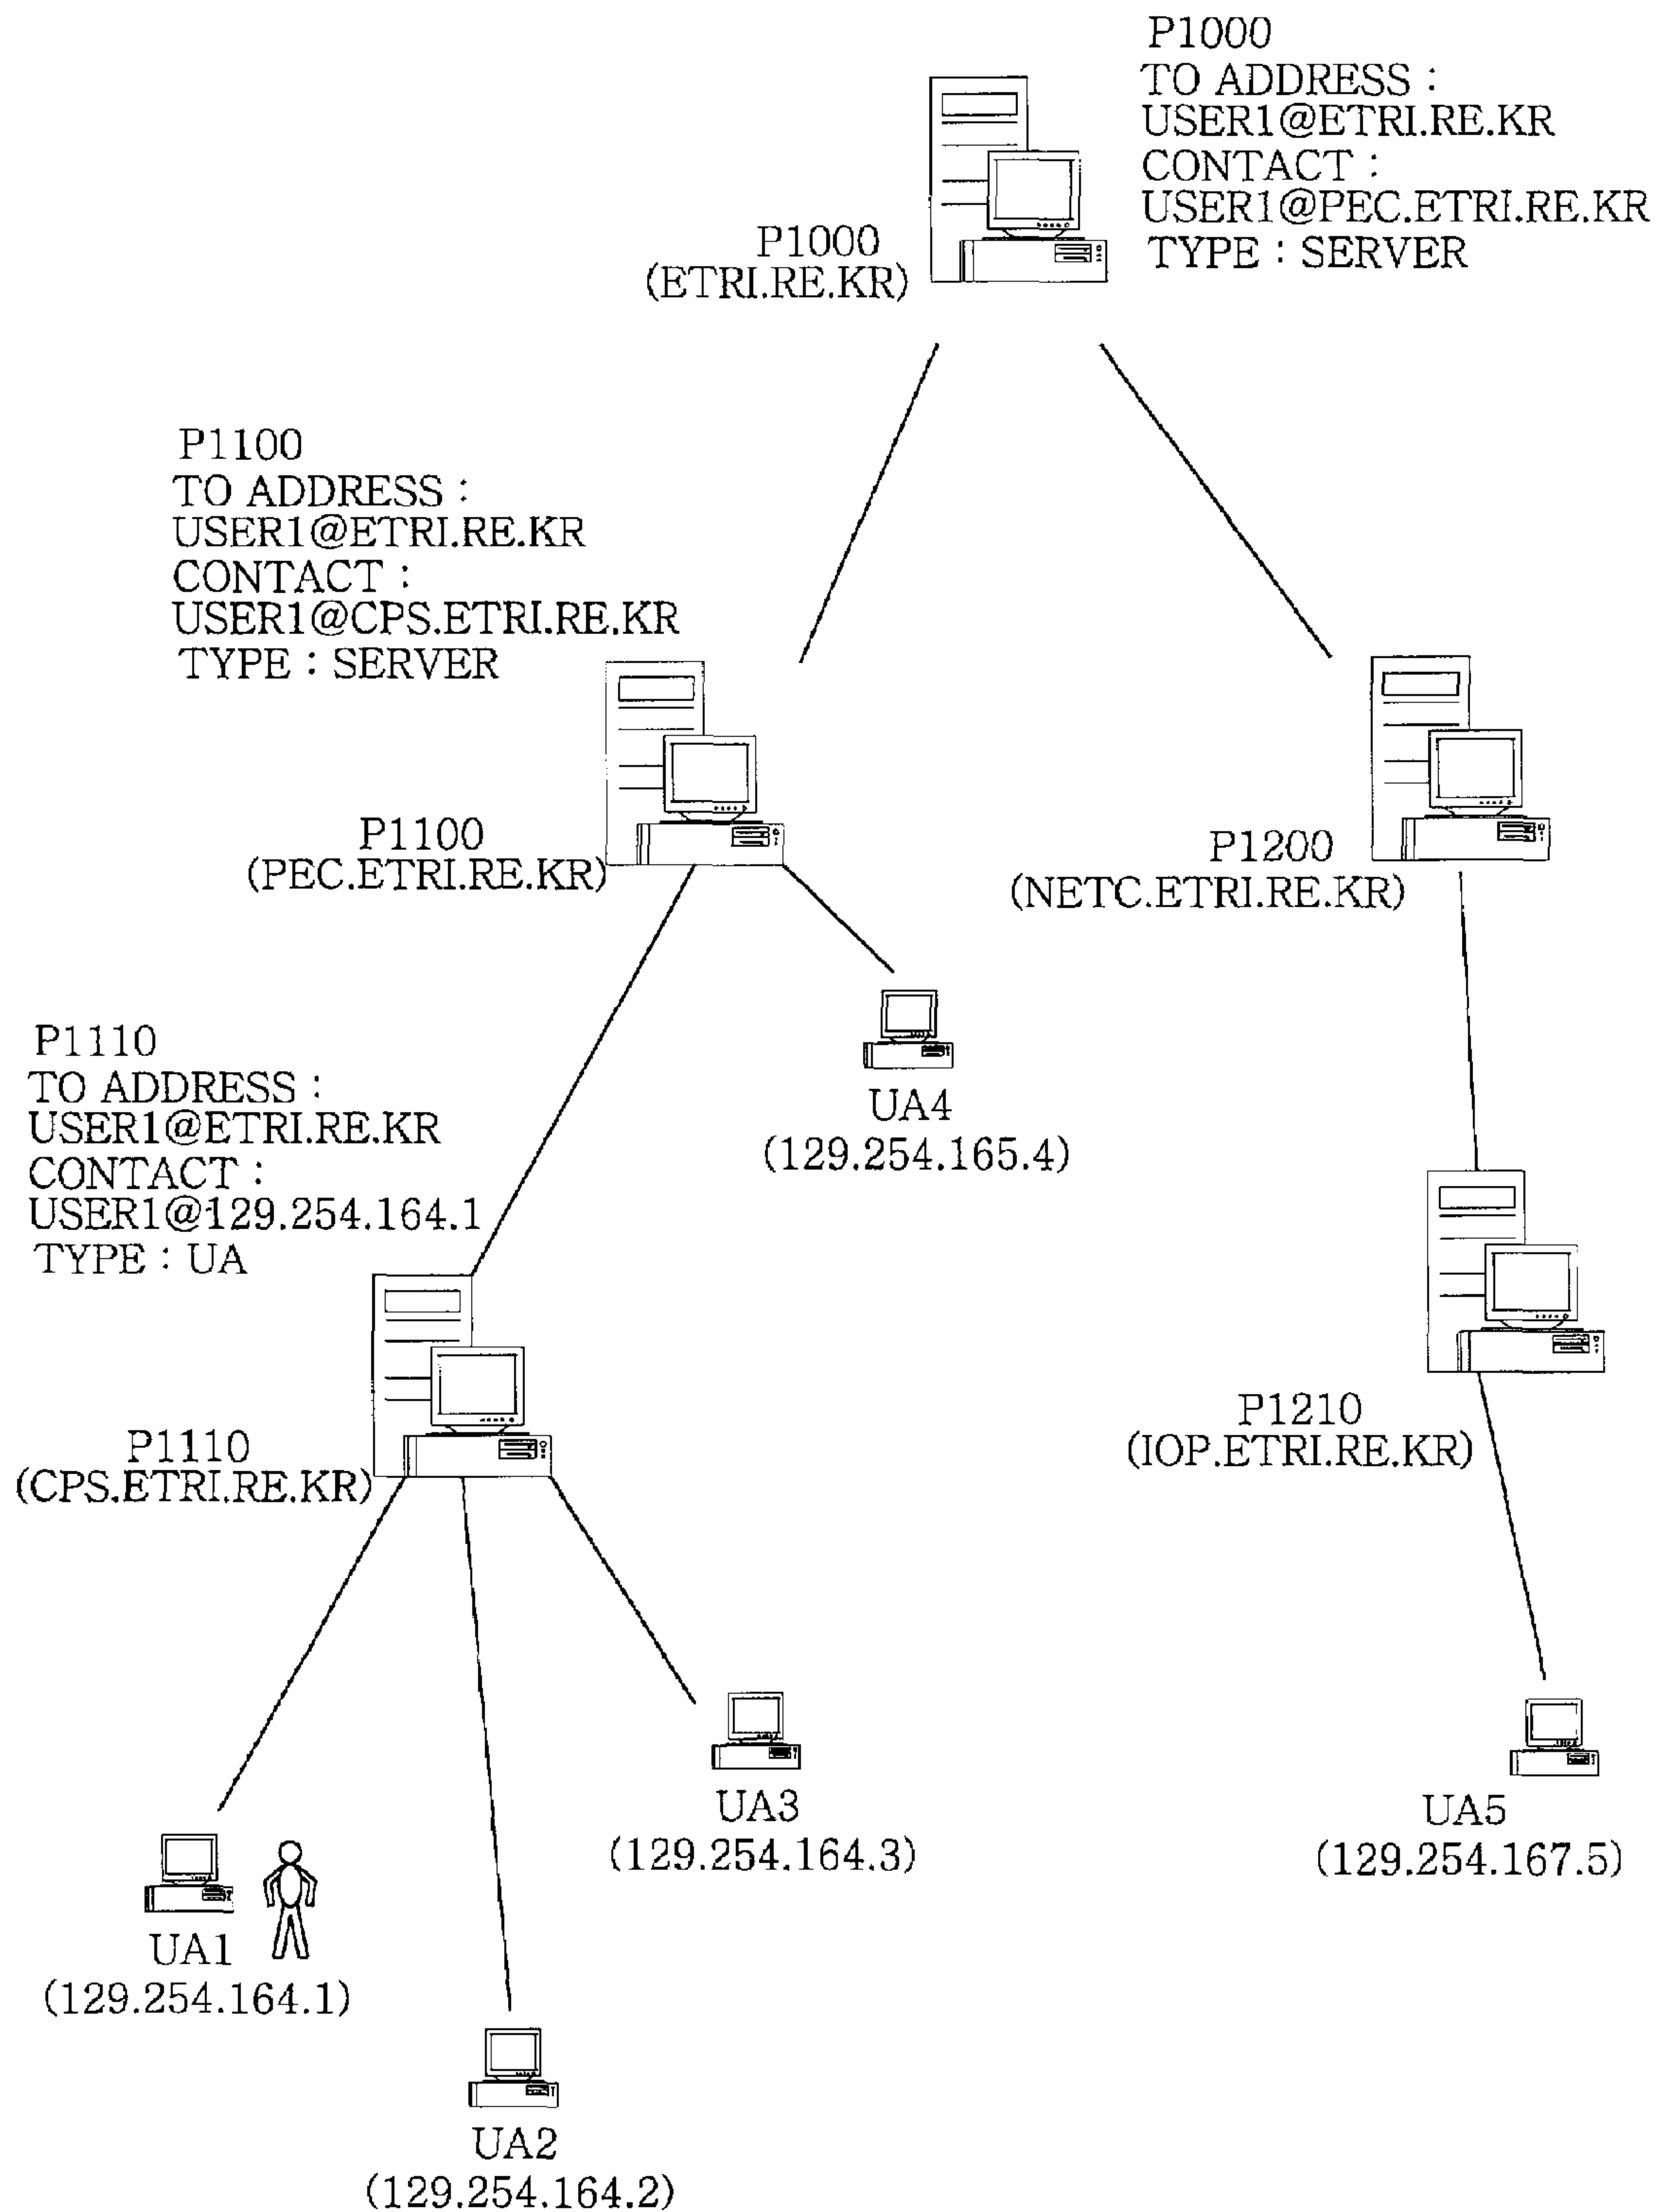 P1000
TO ADDRESS :
USER1@ETRI.RE.KR
CONTACT :
USER1@PEC.ETRI.RE.KR
TYPE : SERVER
P1000
(ETRI.RE.KR)
P1100
TO ADDRESS :
USER1@ETRI.RE.KR
CONTACT :
USER1@CPS.ETRI.RE.KR
TYPE : SERVER
P1100
(PEC.ETRI.RE.KR)
P1200
(NETC.ETRI.RE.KR)
UA4
(129.254.165.4)
P1110
TO ADDRESS :
USER1@ETRI.RE.KR
CONTACT :
USER1@129.254.164.1
TYPE : UA
P1110
(CPS.ETRI.RE.KR)
P1210
(IOP.ETRI.RE.KR)
UA3
(129.254.164.3)
UA5
(129.254.167.5)
UA1
(129.254.164.1)
UA2
(129.254.164.2)